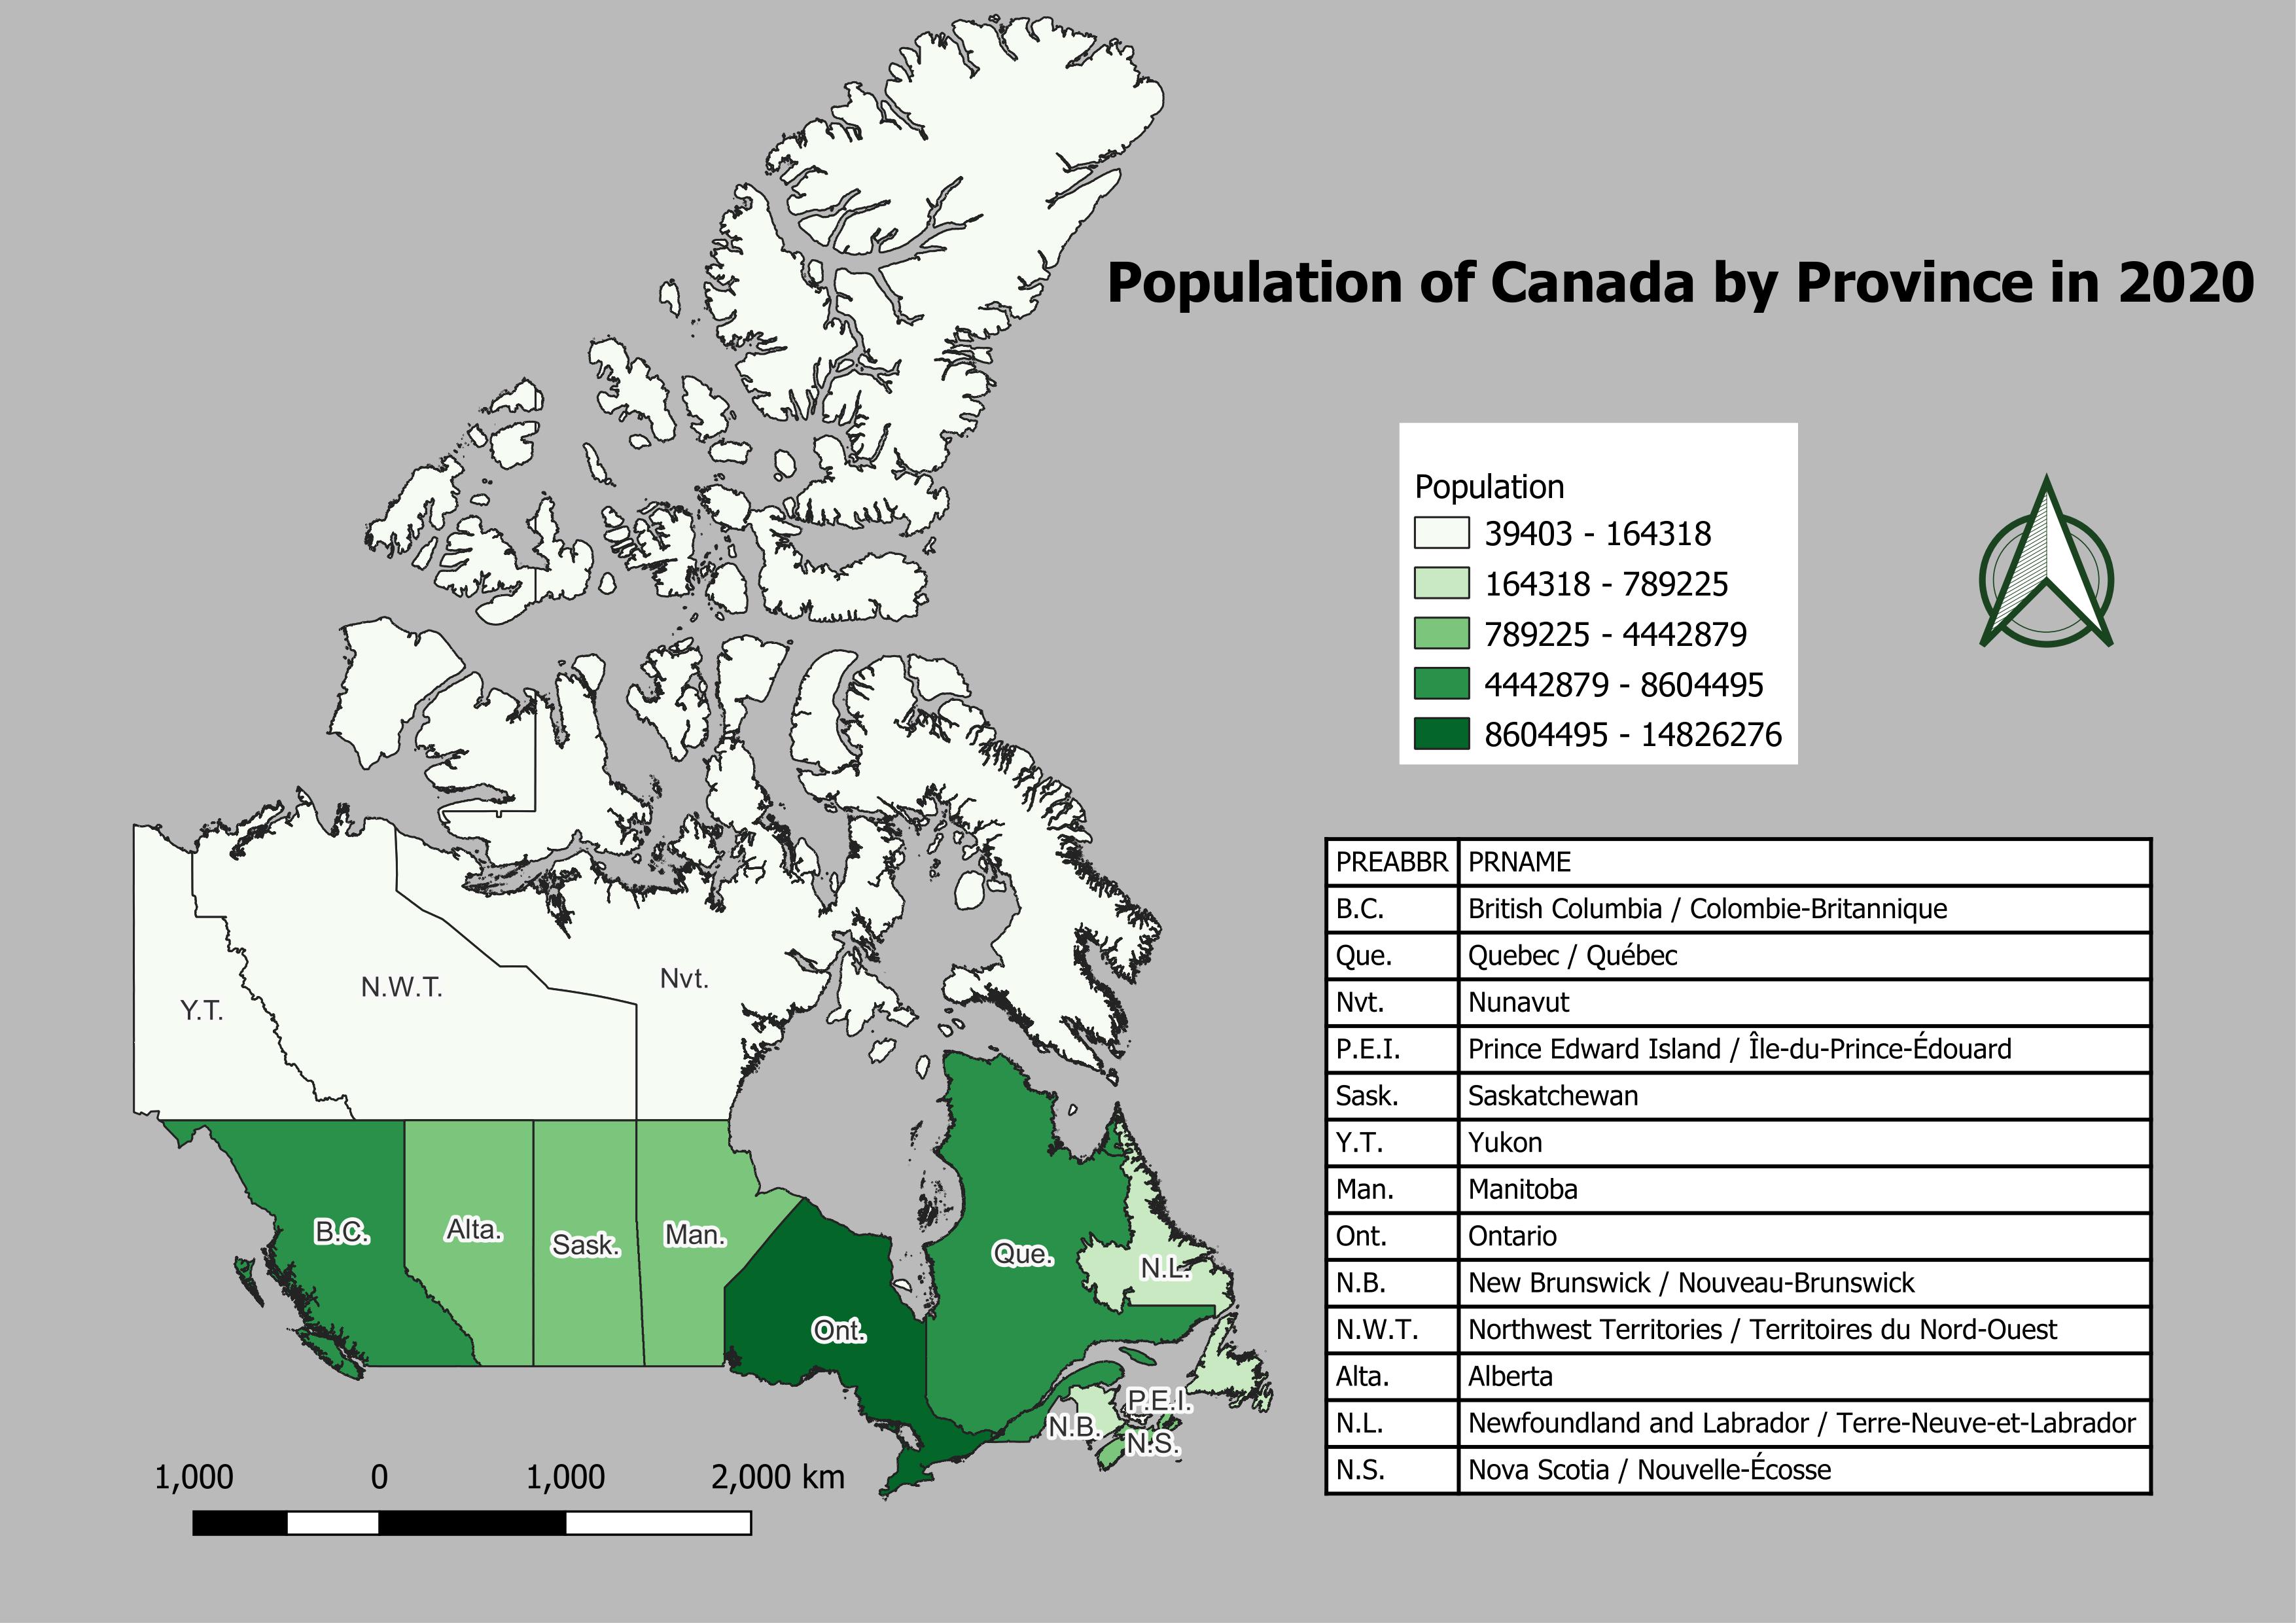 Population of Canada by Province in 2020
Population
39403 - 164318
164318 - 789225
789225 - 4442879
4442879 - 8604495
8604495 - 14826276
PREABBR PRNAME
B.C. British Columbia / Colombie-Britannique
Que. Quebec / Québec
Nvt. Nunavut
P.E.I. Prince Edward Island / Île-du-Prince-Édouard
Sask. Saskatchewan
Y.T. Yukon
Man. Manitoba
Ont. Ontario
N.B. New Brunswick / Nouveau-Brunswick
N.W.T. Northwest Territories / Territoires du Nord-Ouest
Alta. Alberta
N.L. Newfoundland and Labrador / Terre-Neuve-et-Labrador
N.S. Nova Scotia / Nouvelle-Écosse
Y.T.
N.W.T.
Nvt.
B.C.
Alta.
Sask.
Man.
Ont.
Que.
N.L.
P.E.I.
N.B.
N.S.
1,000 0 1,000 2,000 km